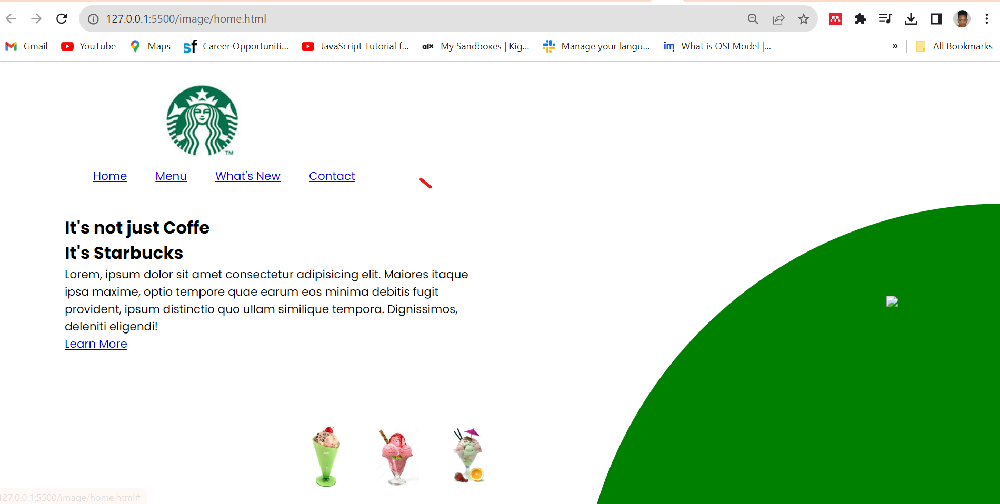 127.0.0.1:5500/image/home.html
Gmail YouTube Maps Career Opportuniti... JavaScript Tutorial f... alx My Sandboxes | Kig... Manage your langu... im What is OSI Model |... » All Bookmarks
TM
Home Menu What's New Contact
It's not just Coffe
It's Starbucks
Lorem, ipsum dolor sit amet consectetur adipisicing elit. Maiores itaque
ipsa maxime, optio tempore quae earum eos minima debitis fugit
provident, ipsum distinctio quo ullam similique tempora. Dignissimos,
deleniti eligendi!
Learn More
127.0.0.1:5500/image/home.html#